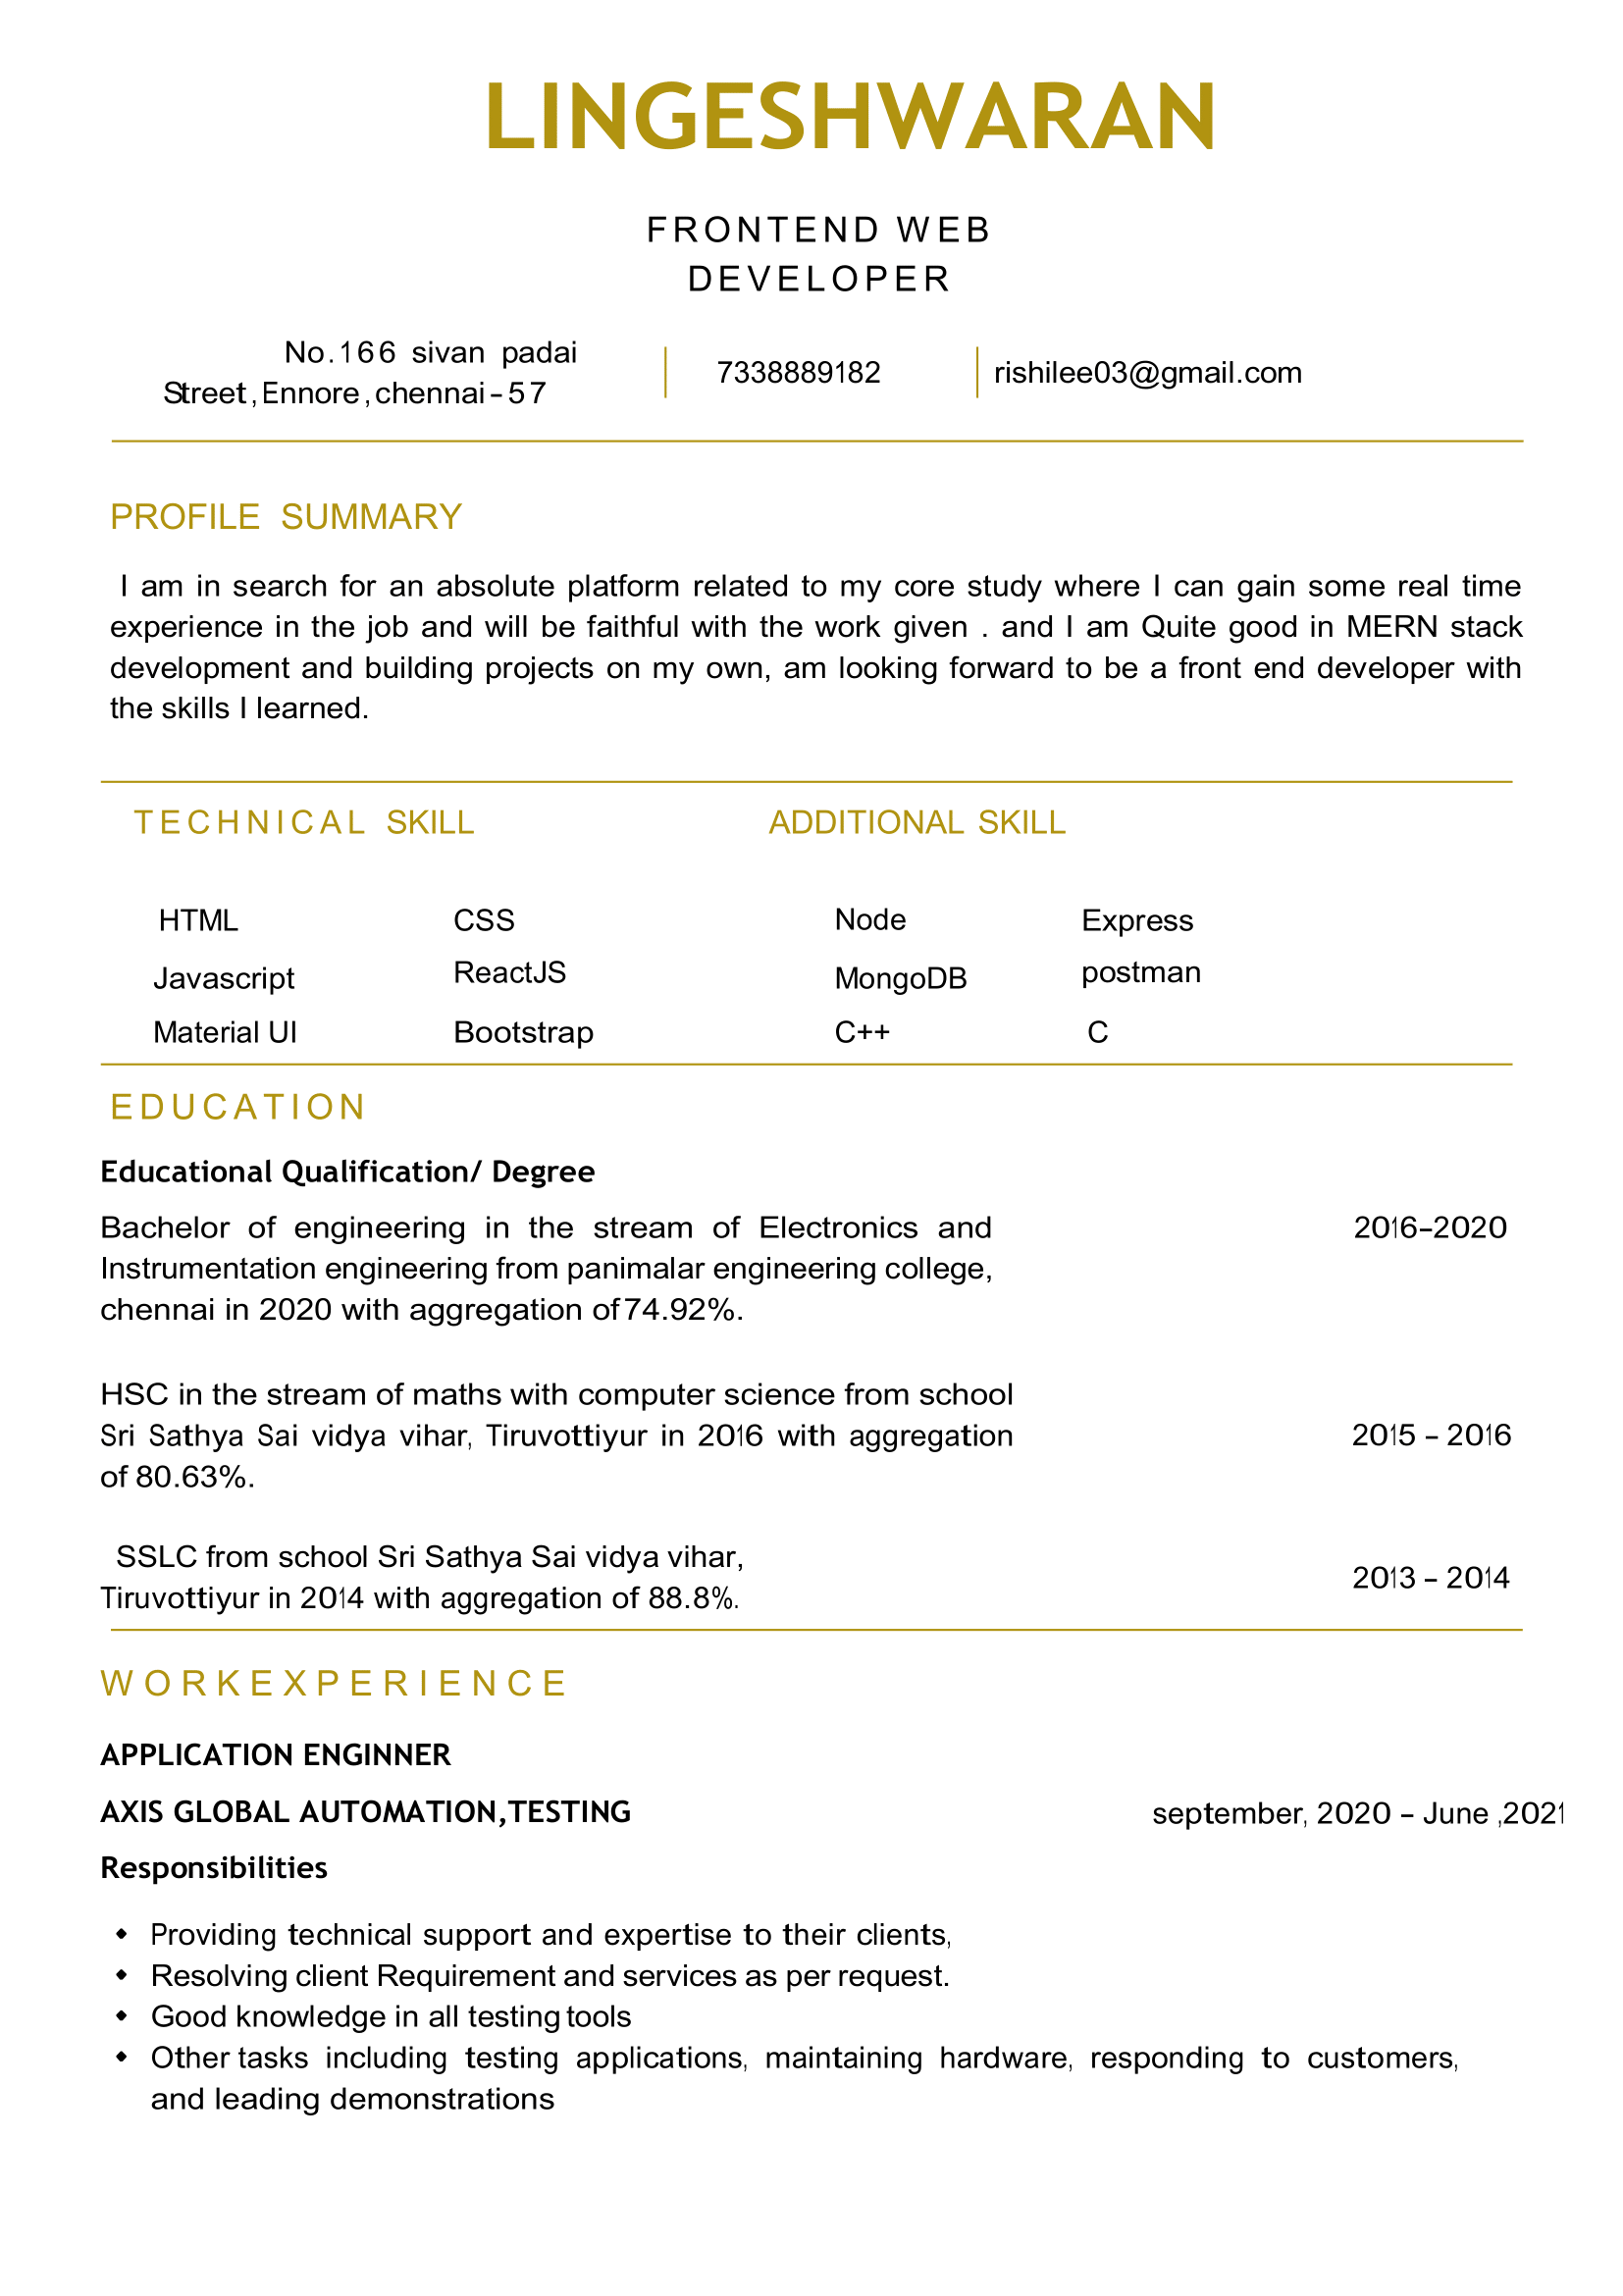 LINGESHWARAN
FRONTEND WEB
DEVELOPER
No.166 sivan padai
Street,Ennore,chennai-57
7338889182
rishilee03@gmail.com
PROFILE SUMMARY
I am in search for an absolute platform related to my core study where I can gain some real time
experience in the job and will be faithful with the work given . and I am Quite good in MERN stack
development and building projects on my own, am looking forward to be a front end developer with
the skills I learned.
TECHNICAL SKILL ADDITIONAL SKILL
HTML CSS Node Express
Javascript ReactJS MongoDB postman
Material UI Bootstrap C++ C
EDUCATION
Educational Qualification/ Degree
Bachelor of engineering in the stream of Electronics and 2016-2020
Instrumentation engineering from panimalar engineering college,
chennai in 2020 with aggregation of 74.92%.
HSC in the stream of maths with computer science from school
Sri Sathya Sai vidya vihar, Tiruvottiyur in 2016 with aggregation 2015 - 2016
of 80.63%.
SSLC from school Sri Sathya Sai vidya vihar,
2013 - 2014
Tiruvottiyur in 2014 with aggregation of 88.8%.
WORKEXPERIENCE
APPLICATION ENGINNER
AXIS GLOBAL AUTOMATION,TESTING september, 2020 - June ,2021
Responsibilities
• Providing technical support and expertise to their clients,
• Resolving client Requirement and services as per request.
• Good knowledge in all testing tools
• Other tasks including testing applications, maintaining hardware, responding to customers,
and leading demonstrations